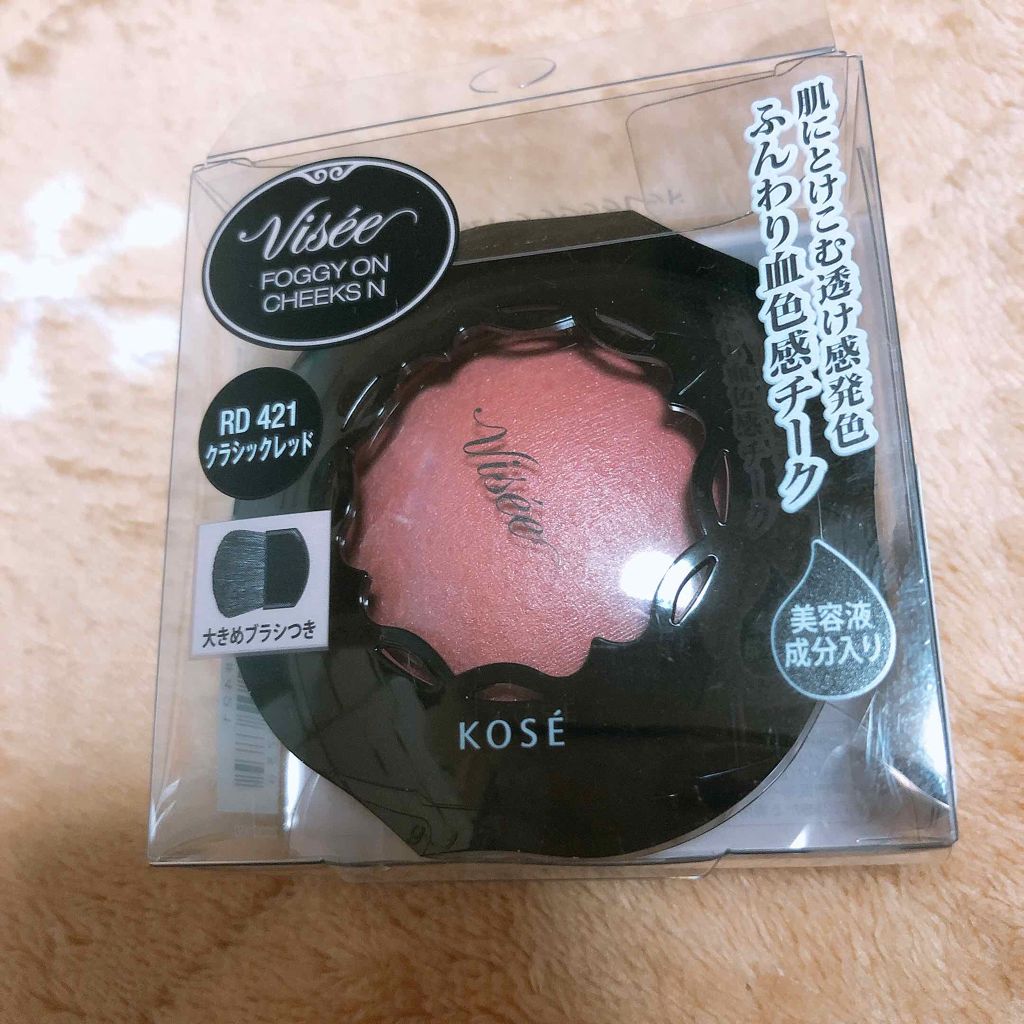 Visée
FOGGY ON
CHEEKS N
RD 421
クラシックレッド
大きめブラシつき
肌にとけこむ透け感発色
ふんわり血色感チーク
Visée
美容液
成分入り
KOSÉ